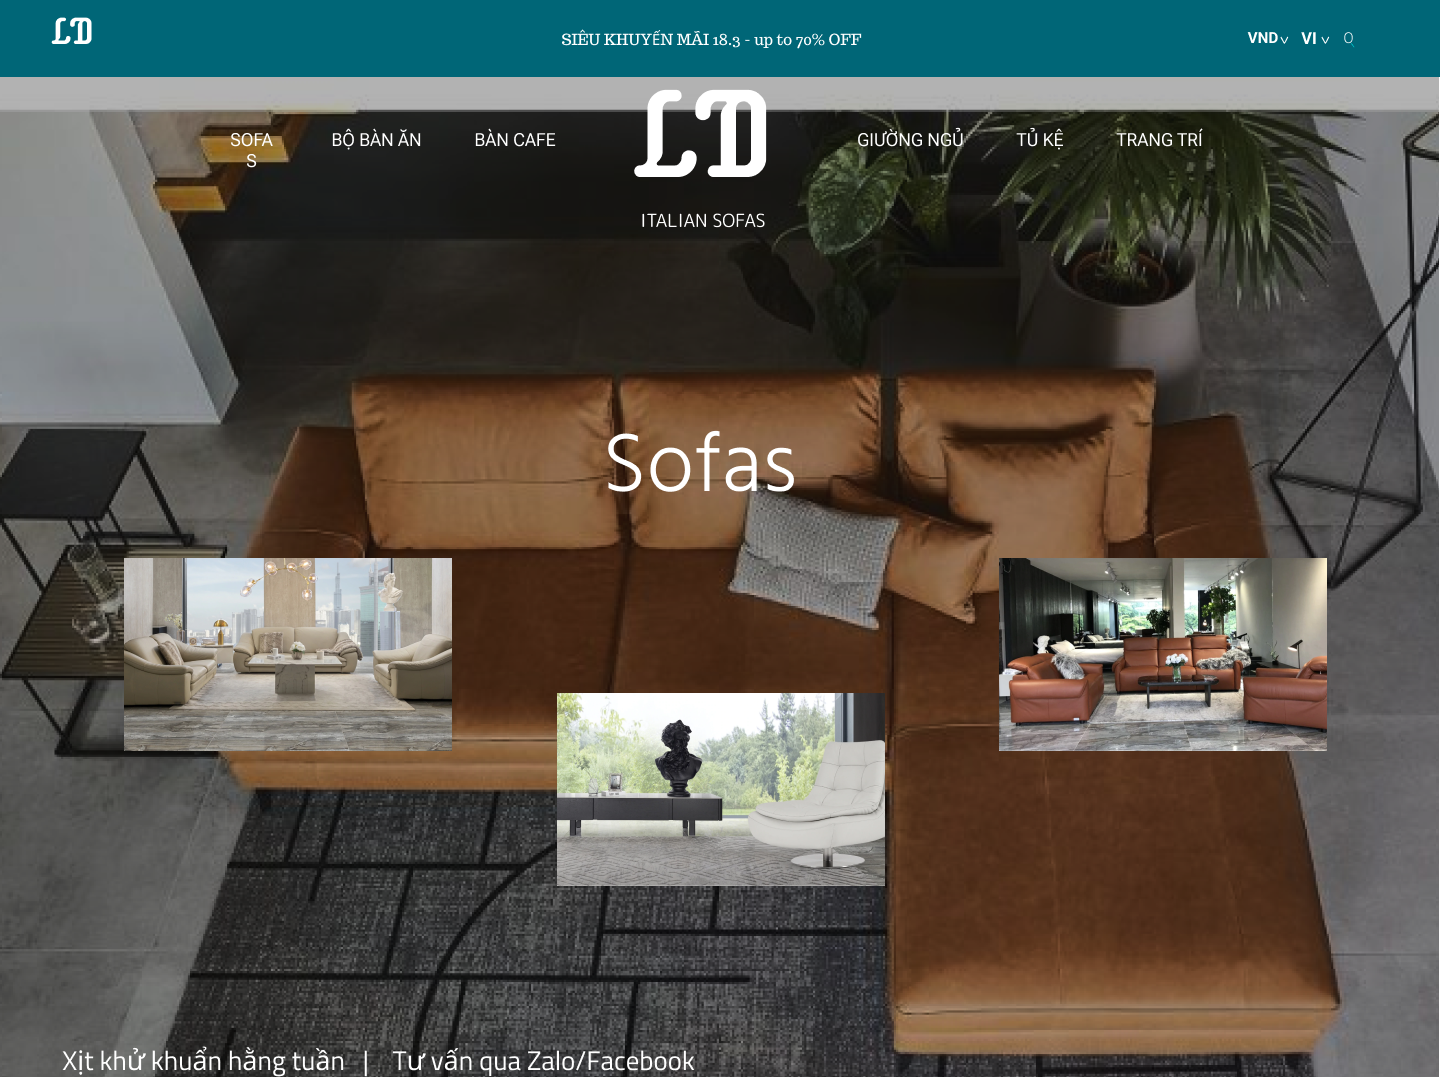 LD
SIÊU KHUYẾN MÃI 18.3 - up to 70% OFF
VND
VI
LD
SOFA
S
BỘ BÀN ĂN
BÀN CAFE
GIƯỜNG NGỦ
TỦ KỆ
TRANG TRÍ
ITALIAN SOFAS
Sofas
Xịt khử khuẩn hằng tuần | Tư vấn qua Zalo/Facebook